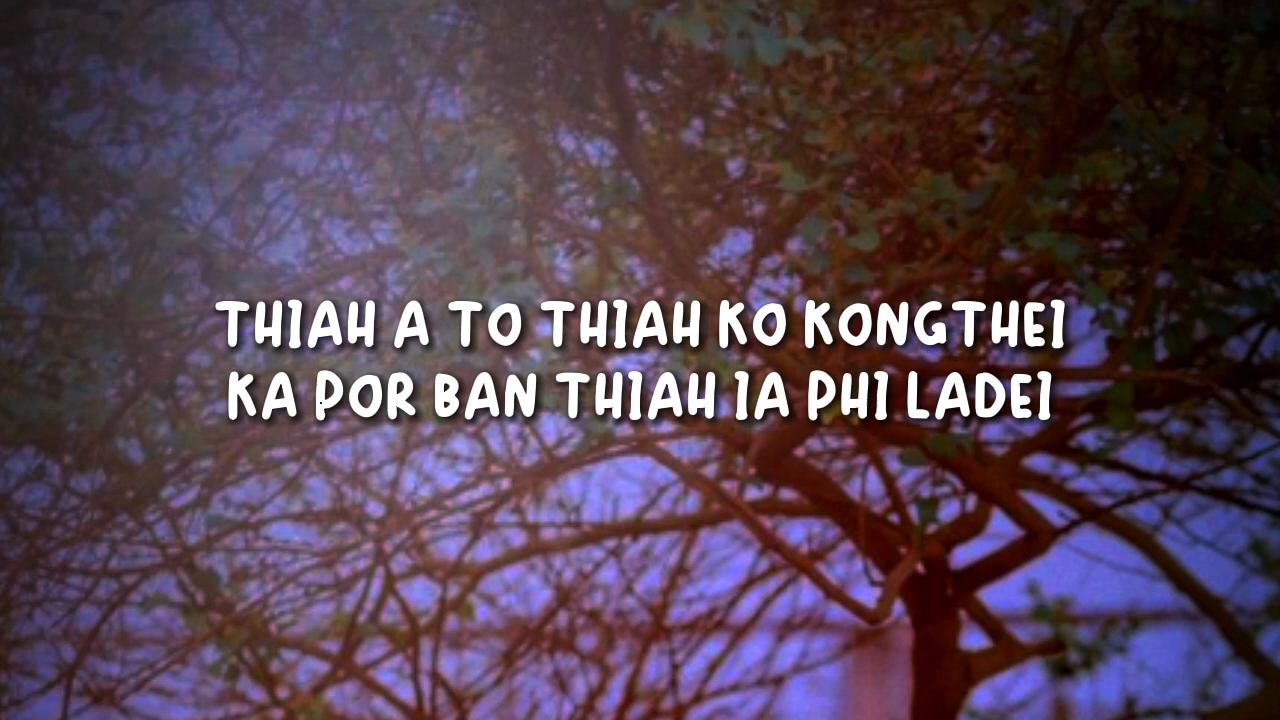 THIAH A TO THIAH KO KONGTHEI
KA POR BAN THIAH IA PHI LADEI